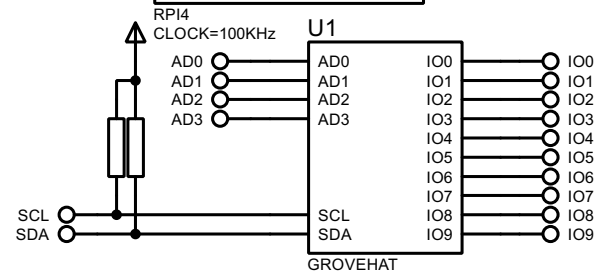 RPI4
CLOCK=100KHz
U1
AD0 AD0 IO0 IO0
AD1 AD1 IO1 IO1
AD2 AD2 IO2 IO2
AD3 AD3 IO3 IO3
IO4 IO4
IO5 IO5
IO6 IO6
IO7 IO7
SCL SCL IO8 IO8
SDA SDA IO9 IO9
GROVEHAT